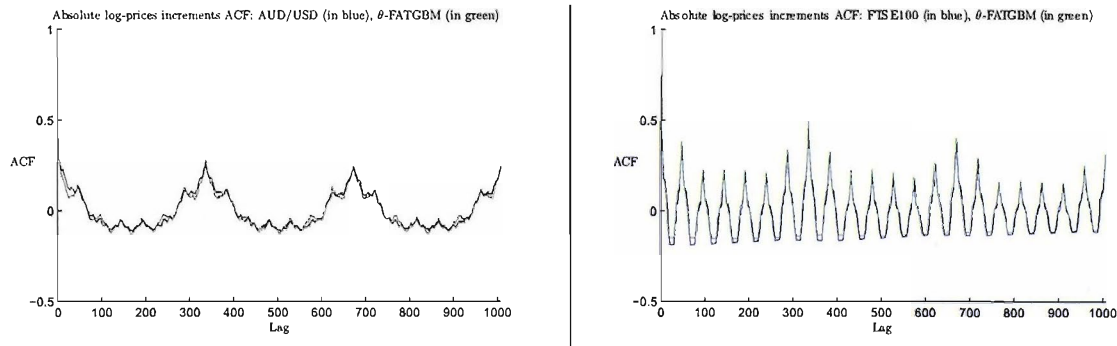 Absolute log-prices increments ACF: AUD/USD (in blue), θ-FATGBM (in green)
1
0.5
ACF
0
−0.5
0 100 200 300 400 500 600 700 800 900 1000
Lag
Absolute log-prices increments ACF: FTSE100 (in blue), θ-FATGBM (in green)
1
0.5
ACF
0
−0.5
0 100 200 300 400 500 600 700 800 900 1000
Lag